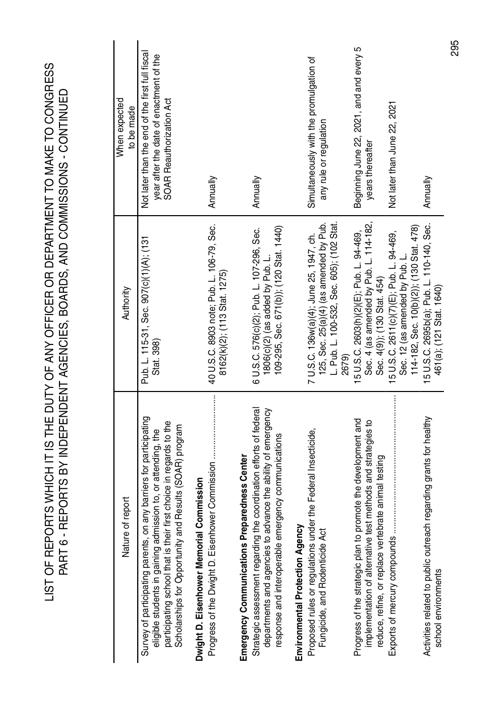 LIST OF REPORTS WHICH IT IS THE DUTY OF ANY OFFICER OR DEPARTMENT TO MAKE TO CONGRESS
PART 6 - REPORTS BY INDEPENDENT AGENCIES, BOARDS, AND COMMISSIONS - CONTINUED
Nature of report
Authority
When expected
to be made
Survey of participating parents, on any barriers for participating
eligible students in gaining admission to, or attending, the
participating school that is their first choice in regards to the
Scholarships for Opportunity and Results (SOAR) program
Pub. L. 115-31, Sec. 907(c)(1)(A); (131
Stat. 398)
Not later than the end of the first full fiscal
year after the date of enactment of the
SOAR Reauthorization Act
Dwight D. Eisenhower Memorial Commission
Progress of the Dwight D. Eisenhower Commission
40 U.S.C. 8903 note; Pub. L. 106-79, Sec.
8162(k)(2); (113 Stat. 1275)
Annually
Emergency Communications Preparedness Center
Strategic assessment regarding the coordination efforts of federal
departments and agencies to advance the ability of emergency
response and interoperable emergency communications
6 U.S.C. 576(c)(2); Pub. L. 107-296, Sec.
1806(c)(2) (as added by Pub. L.
109-295, Sec. 671(b)); (120 Stat. 1440)
Annually
Environmental Protection Agency
Proposed rules or regulations under the Federal Insecticide,
Fungicide, and Rodenticide Act
7 U.S.C. 136w(a)(4); June 25, 1947, ch.
125, Sec. 25(a)(4) (as amended by Pub.
L. Pub. L. 100-532, Sec. 605); (102 Stat.
2679)
Simultaneously with the promulgation of
any rule or regulation
Progress of the strategic plan to promote the development and
implementation of alternative test methods and strategies to
reduce, refine, or replace vertebrate animal testing
15 U.S.C. 2603(h)(2)(E); Pub. L. 94-469,
Sec. 4 (as amended by Pub. L. 114-182,
Sec. 4(9)); (130 Stat. 454)
Beginning June 22, 2021, and and every 5
years thereafter
Exports of mercury compounds
15 U.S.C. 2611(c)(7)(E); Pub. L. 94-469,
Sec. 12 (as amended by Pub. L.
114-182, Sec. 10(b)(2)); (130 Stat. 478)
Not later than June 22, 2021
Activities related to public outreach regarding grants for healthy
school environments
15 U.S.C. 2695b(a); Pub. L. 110-140, Sec.
461(a); (121 Stat. 1640)
Annually
295